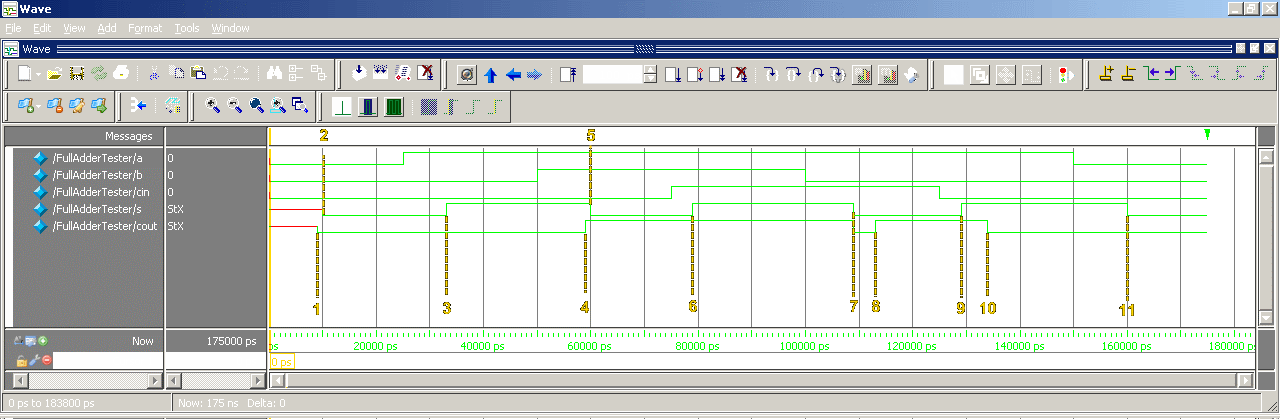 Wave
File Edit View Add Format Tools Window
Wave
Messages
2 5
/FullAdderTester/a 0
/FullAdderTester/b 0
/FullAdderTester/cin 0
/FullAdderTester/s StX
/FullAdderTester/cout StX
1 3 4 6 7 8 9 10 11
Now 175000 ps
ps 20000 ps 40000 ps 60000 ps 80000 ps 100000 ps 120000 ps 140000 ps 160000 ps 180000 ps
0 ps
0 ps to 183800 ps Now: 175 ns Delta: 0